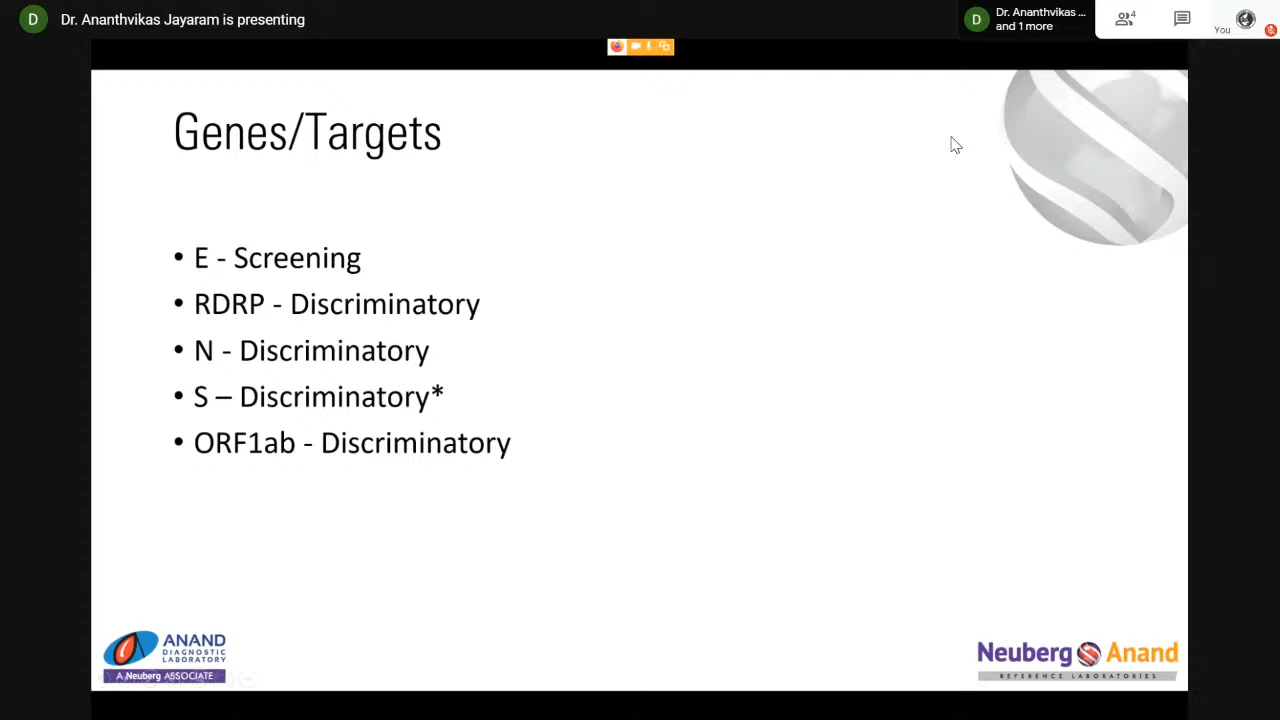 D Dr. Ananthvikas Jayaram is presenting
D Dr. Ananthvikas ...
and 1 more
4
You
Genes/Targets
• E - Screening
• RDRP - Discriminatory
• N - Discriminatory
• S – Discriminatory*
• ORF1ab - Discriminatory
ANAND
DIAGNOSTIC
LABORATORY
A Neuberg ASSOCIATE
Neuberg Anand
REFERENCE LABORATORIES